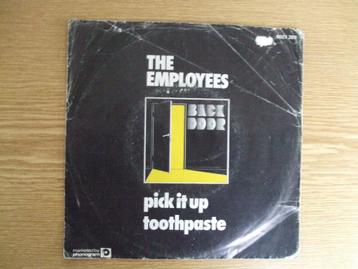 THE
EMPLOYEES
BACK
DOOR
pick it up
toothpaste
marketed by
phonogram